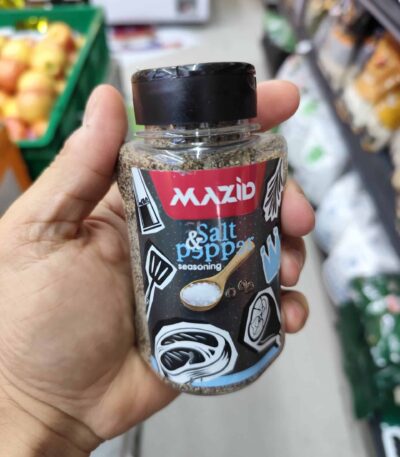 MAZID
Salt
& pepper
seasoning